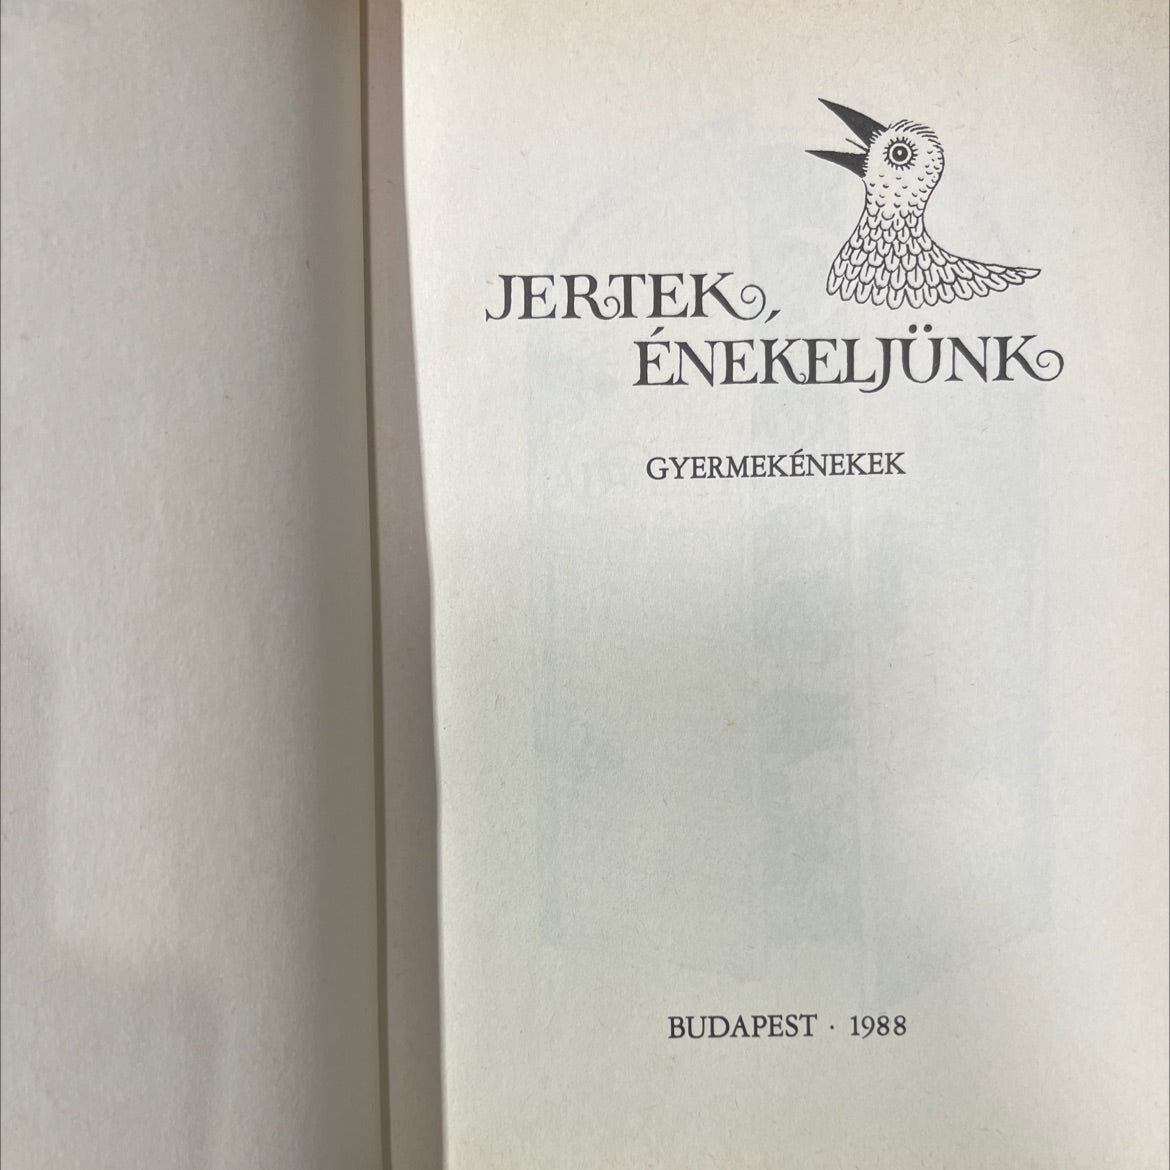 JERTEK,
ÉNEKELJÜNK
GYERMEKÉNEKEK
BUDAPEST · 1988